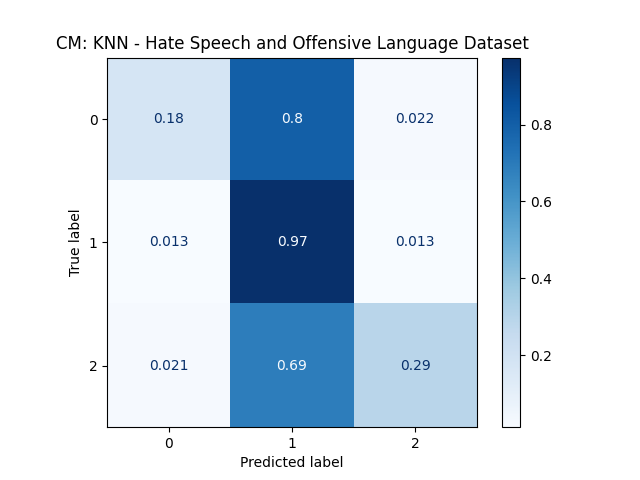 CM: KNN - Hate Speech and Offensive Language Dataset
True label
0 0.18 0.8 0.022
1 0.013 0.97 0.013
2 0.021 0.69 0.29
0 1 2
Predicted label
0.8
0.6
0.4
0.2